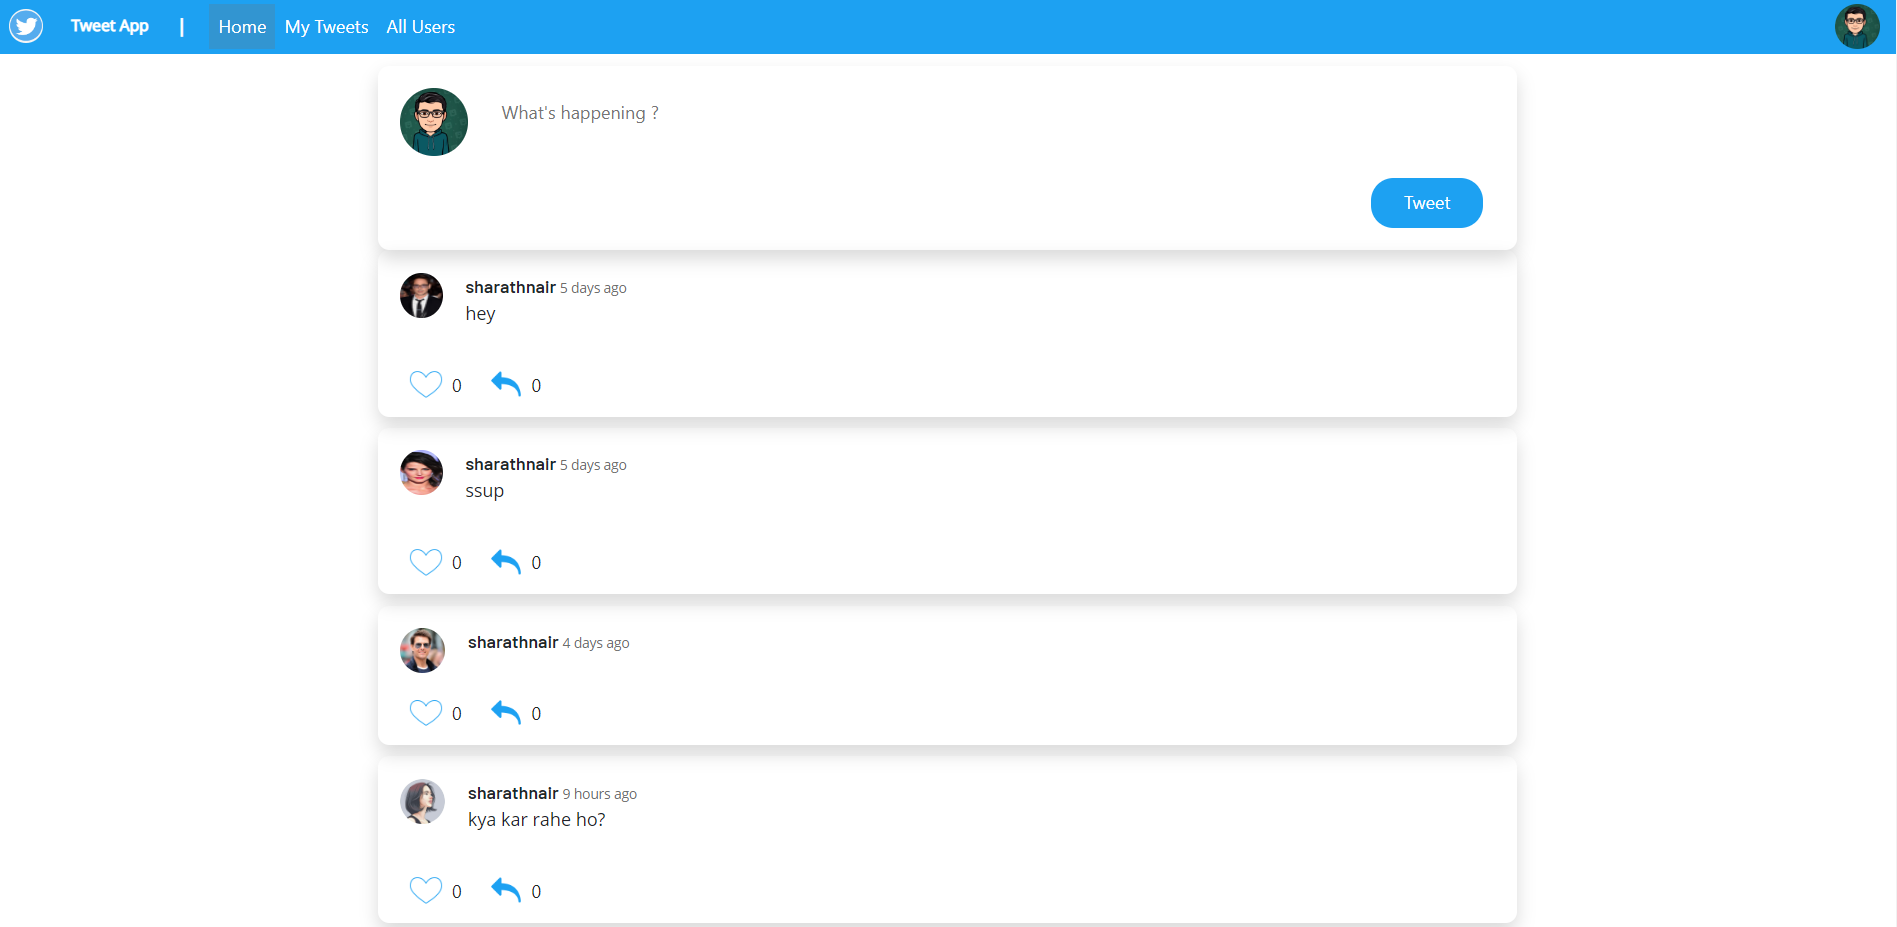 Tweet App | Home My Tweets All Users
What's happening ?
Tweet
sharathnair 5 days ago
hey
0 0
sharathnair 5 days ago
ssup
0 0
sharathnair 4 days ago
0 0
sharathnair 9 hours ago
kya kar rahe ho?
0 0